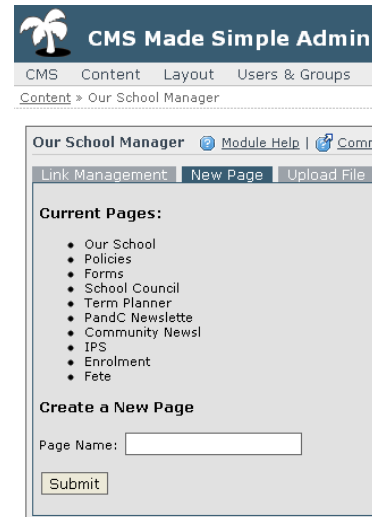 CMS Made Simple Admin
CMS Content Layout Users & Groups
Content » Our School Manager
Our School Manager Module Help | Comm
Link Management New Page Upload File
Current Pages:
Our School
Policies
Forms
School Council
Term Planner
PandC Newslette
Community Newsl
IPS
Enrolment
Fete
Create a New Page
Page Name:
Submit